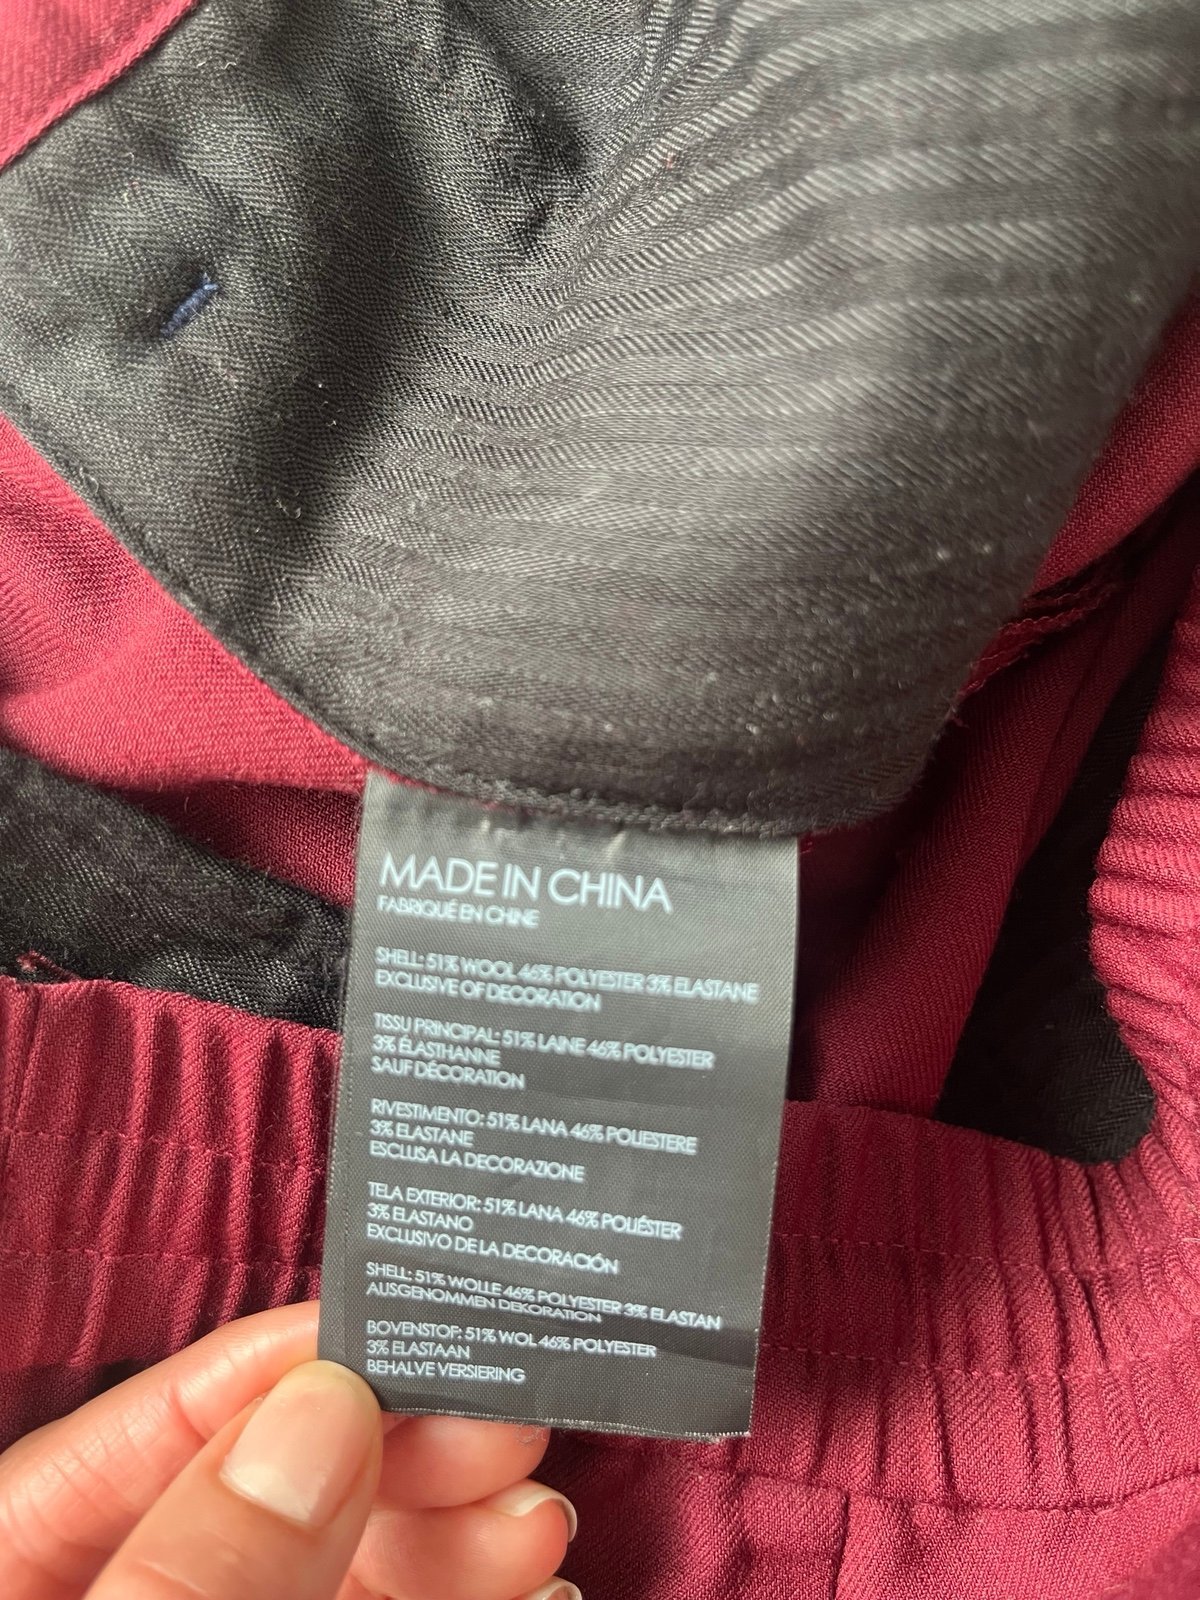 MADE IN CHINA
FABRIQUÉ EN CHINE
SHELL: 51% WOOL 46% POLYESTER 3% ELASTANE
EXCLUSIVE OF DECORATION
TISSU PRINCIPAL: 51% LAINE 46% POLYESTER
3% ÉLASTHANNE
SAUF DÉCORATION
RIVESTIMENTO: 51% LANA 46% POLIESTERE
3% ELASTANE
ESCLUSA LA DECORAZIONE
TELA EXTERIOR: 51% LANA 46% POLIÉSTER
3% ELASTANO
EXCLUSIVO DE LA DECORACIÓN
SHELL: 51% WOLLE 46% POLYESTER 3% ELASTAN
AUSGENOMMEN DEKORATION
BOVENSTOF: 51% WOL 46% POLYESTER
3% ELASTAAN
BEHALVE VERSIERING